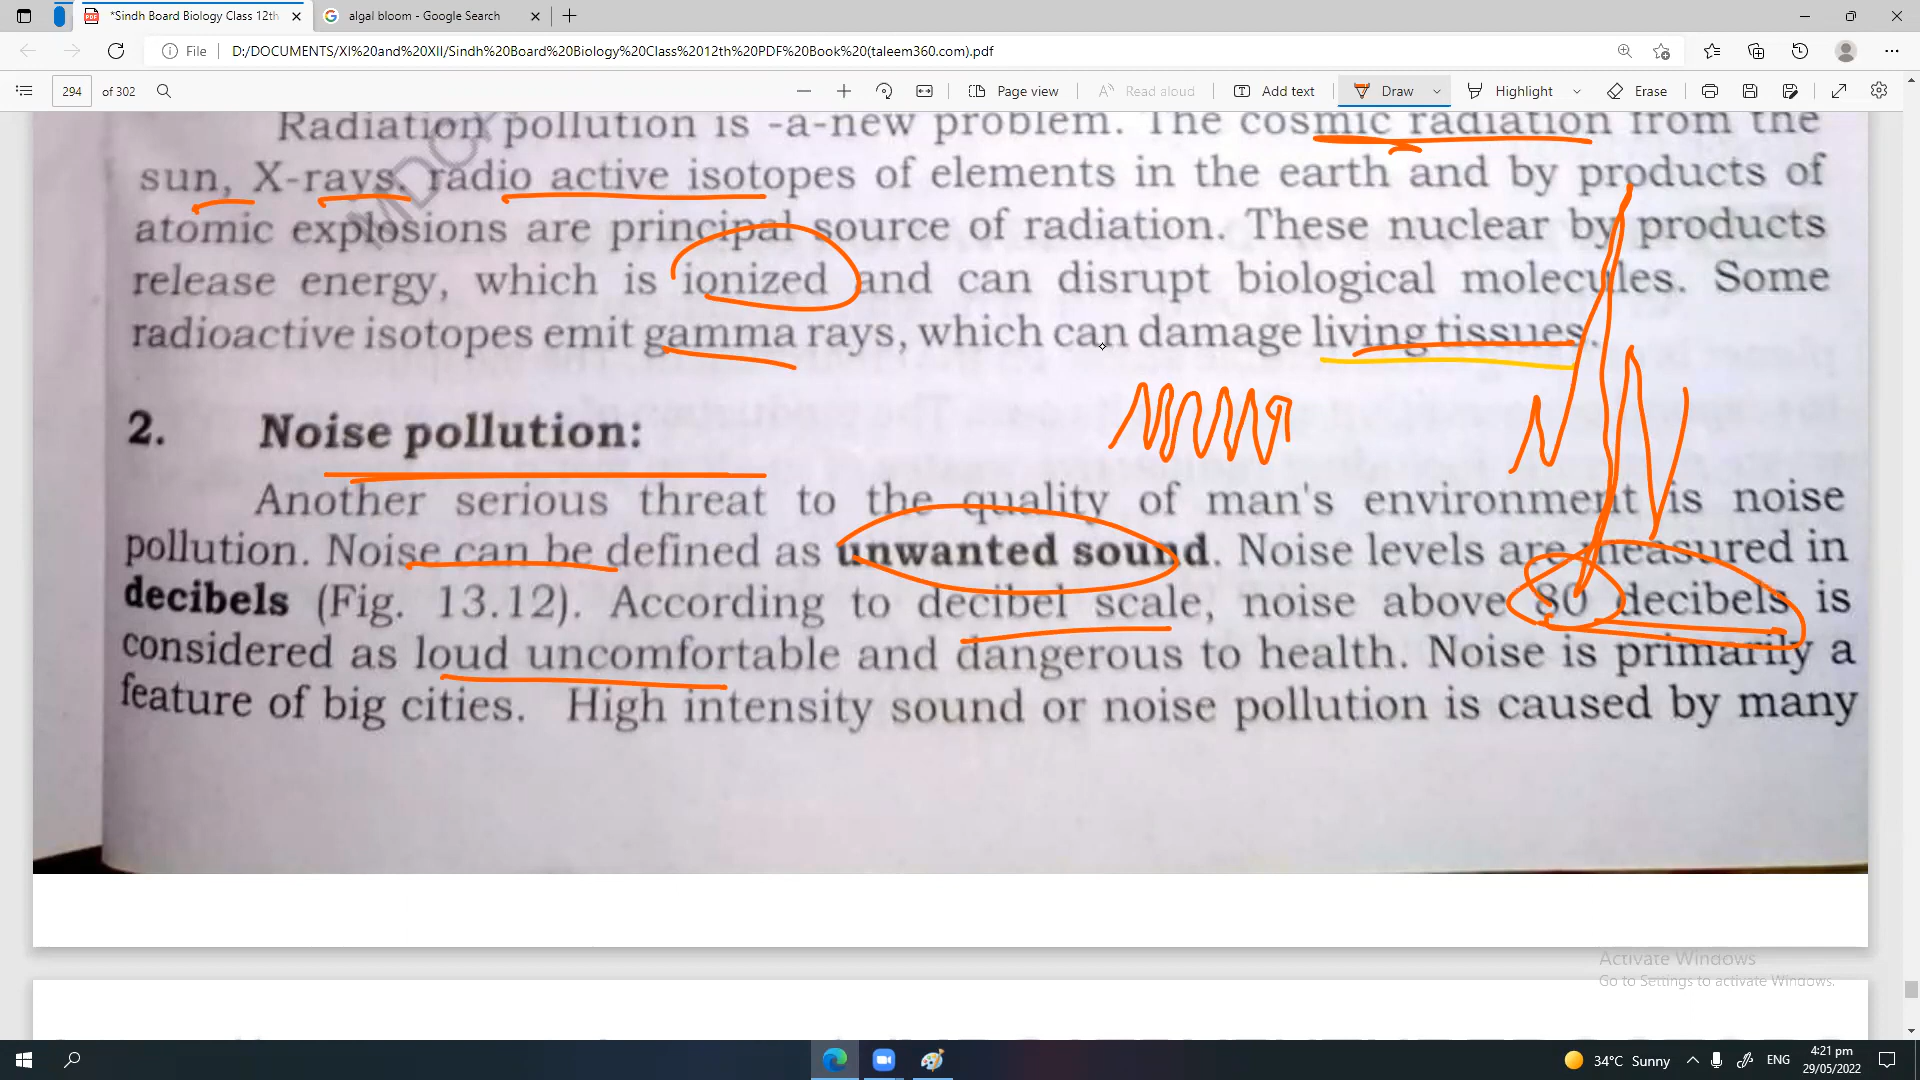 *Sindh Board Biology Class 12th
algal bloom - Google Search
File
D:/DOCUMENTS/XI%20and%20XII/Sindh%20Board%20Biology%20Class%2012th%20PDF%20Book%20(taleem360.com).pdf
294 of 302
Page view
Read aloud
Add text
Draw
Highlight
Erase
Radiation pollution is -a-new problem. The cosmic radiation from the
sun, X-rays. radio active isotopes of elements in the earth and by products of
atomic explosions are principal source of radiation. These nuclear by products
release energy, which is ionized and can disrupt biological molecules. Some
radioactive isotopes emit gamma rays, which can damage living tissues.
2. Noise pollution:
Another serious threat to the quality of man's environment is noise
pollution. Noise can be defined as unwanted sound. Noise levels are measured in
decibels (Fig. 13.12). According to decibel scale, noise above 80 decibels is
considered as loud uncomfortable and dangerous to health. Noise is primarily a
feature of big cities. High intensity sound or noise pollution is caused by many
Activate Windows
Go to Settings to activate Windows.
34°C Sunny
ENG
4:21 pm
29/05/2022